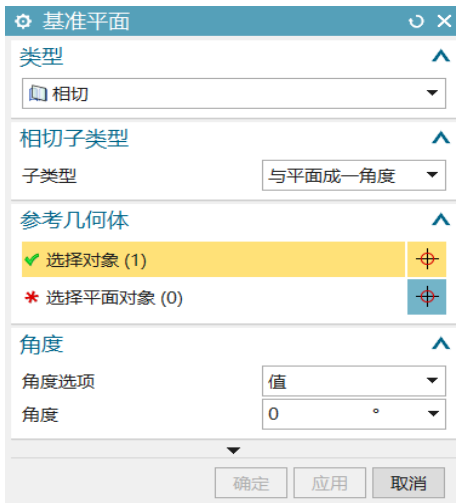 基准平面
类型
相切
相切子类型
子类型 与平面成一角度
参考几何体
选择对象 (1)
* 选择平面对象 (0)
角度
角度选项 值
角度 0 °
确定 应用 取消